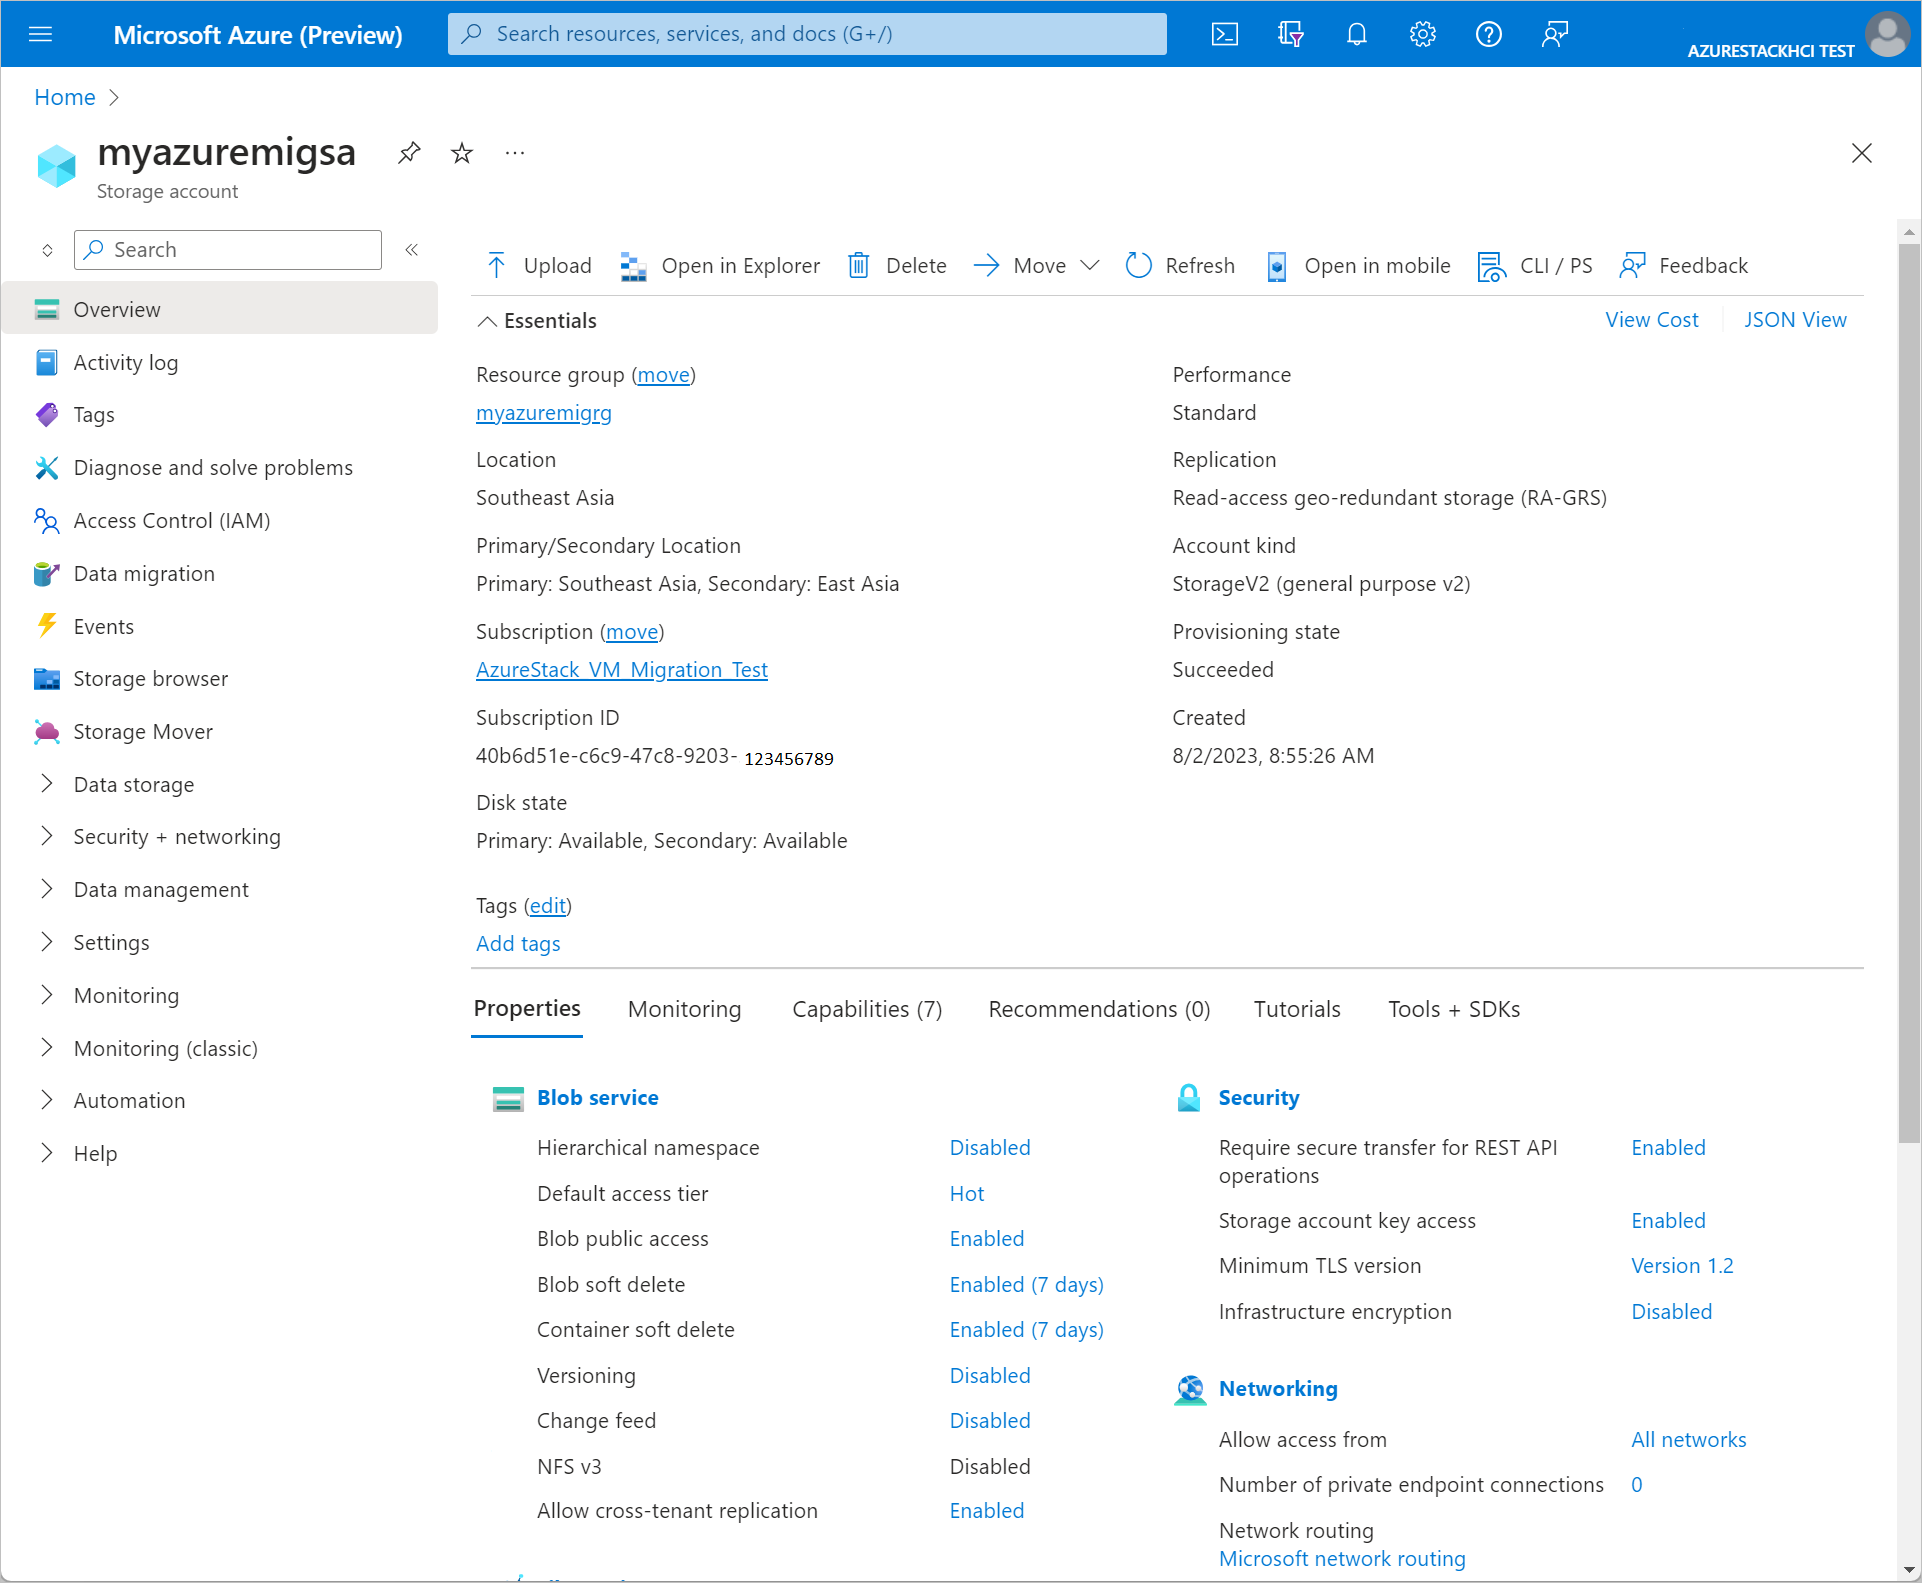 Microsoft Azure (Preview)
Search resources, services, and docs (G+/)
AZURESTACKHCI TEST
Home
myazuremigsa
Storage account
Search
Overview
Activity log
Tags
Diagnose and solve problems
Access Control (IAM)
Data migration
Events
Storage browser
Storage Mover
Data storage
Security + networking
Data management
Settings
Monitoring
Monitoring (classic)
Automation
Help
Upload Open in Explorer Delete Move Refresh Open in mobile CLI / PS Feedback
Essentials
View Cost JSON View
Resource group (move)
myazuremigrg
Location
Southeast Asia
Primary/Secondary Location
Primary: Southeast Asia, Secondary: East Asia
Subscription (move)
AzureStack_VM_Migration_Test
Subscription ID
40b6d51e-c6c9-47c8-9203- 123456789
Disk state
Primary: Available, Secondary: Available
Performance
Standard
Replication
Read-access geo-redundant storage (RA-GRS)
Account kind
StorageV2 (general purpose v2)
Provisioning state
Succeeded
Created
8/2/2023, 8:55:26 AM
Tags (edit)
Add tags
Properties Monitoring Capabilities (7) Recommendations (0) Tutorials Tools + SDKs
Blob service
Hierarchical namespace Disabled
Default access tier Hot
Blob public access Enabled
Blob soft delete Enabled (7 days)
Container soft delete Enabled (7 days)
Versioning Disabled
Change feed Disabled
NFS v3 Disabled
Allow cross-tenant replication Enabled
Security
Require secure transfer for REST API Enabled
operations
Storage account key access Enabled
Minimum TLS version Version 1.2
Infrastructure encryption Disabled
Networking
Allow access from All networks
Number of private endpoint connections 0
Network routing
Microsoft network routing